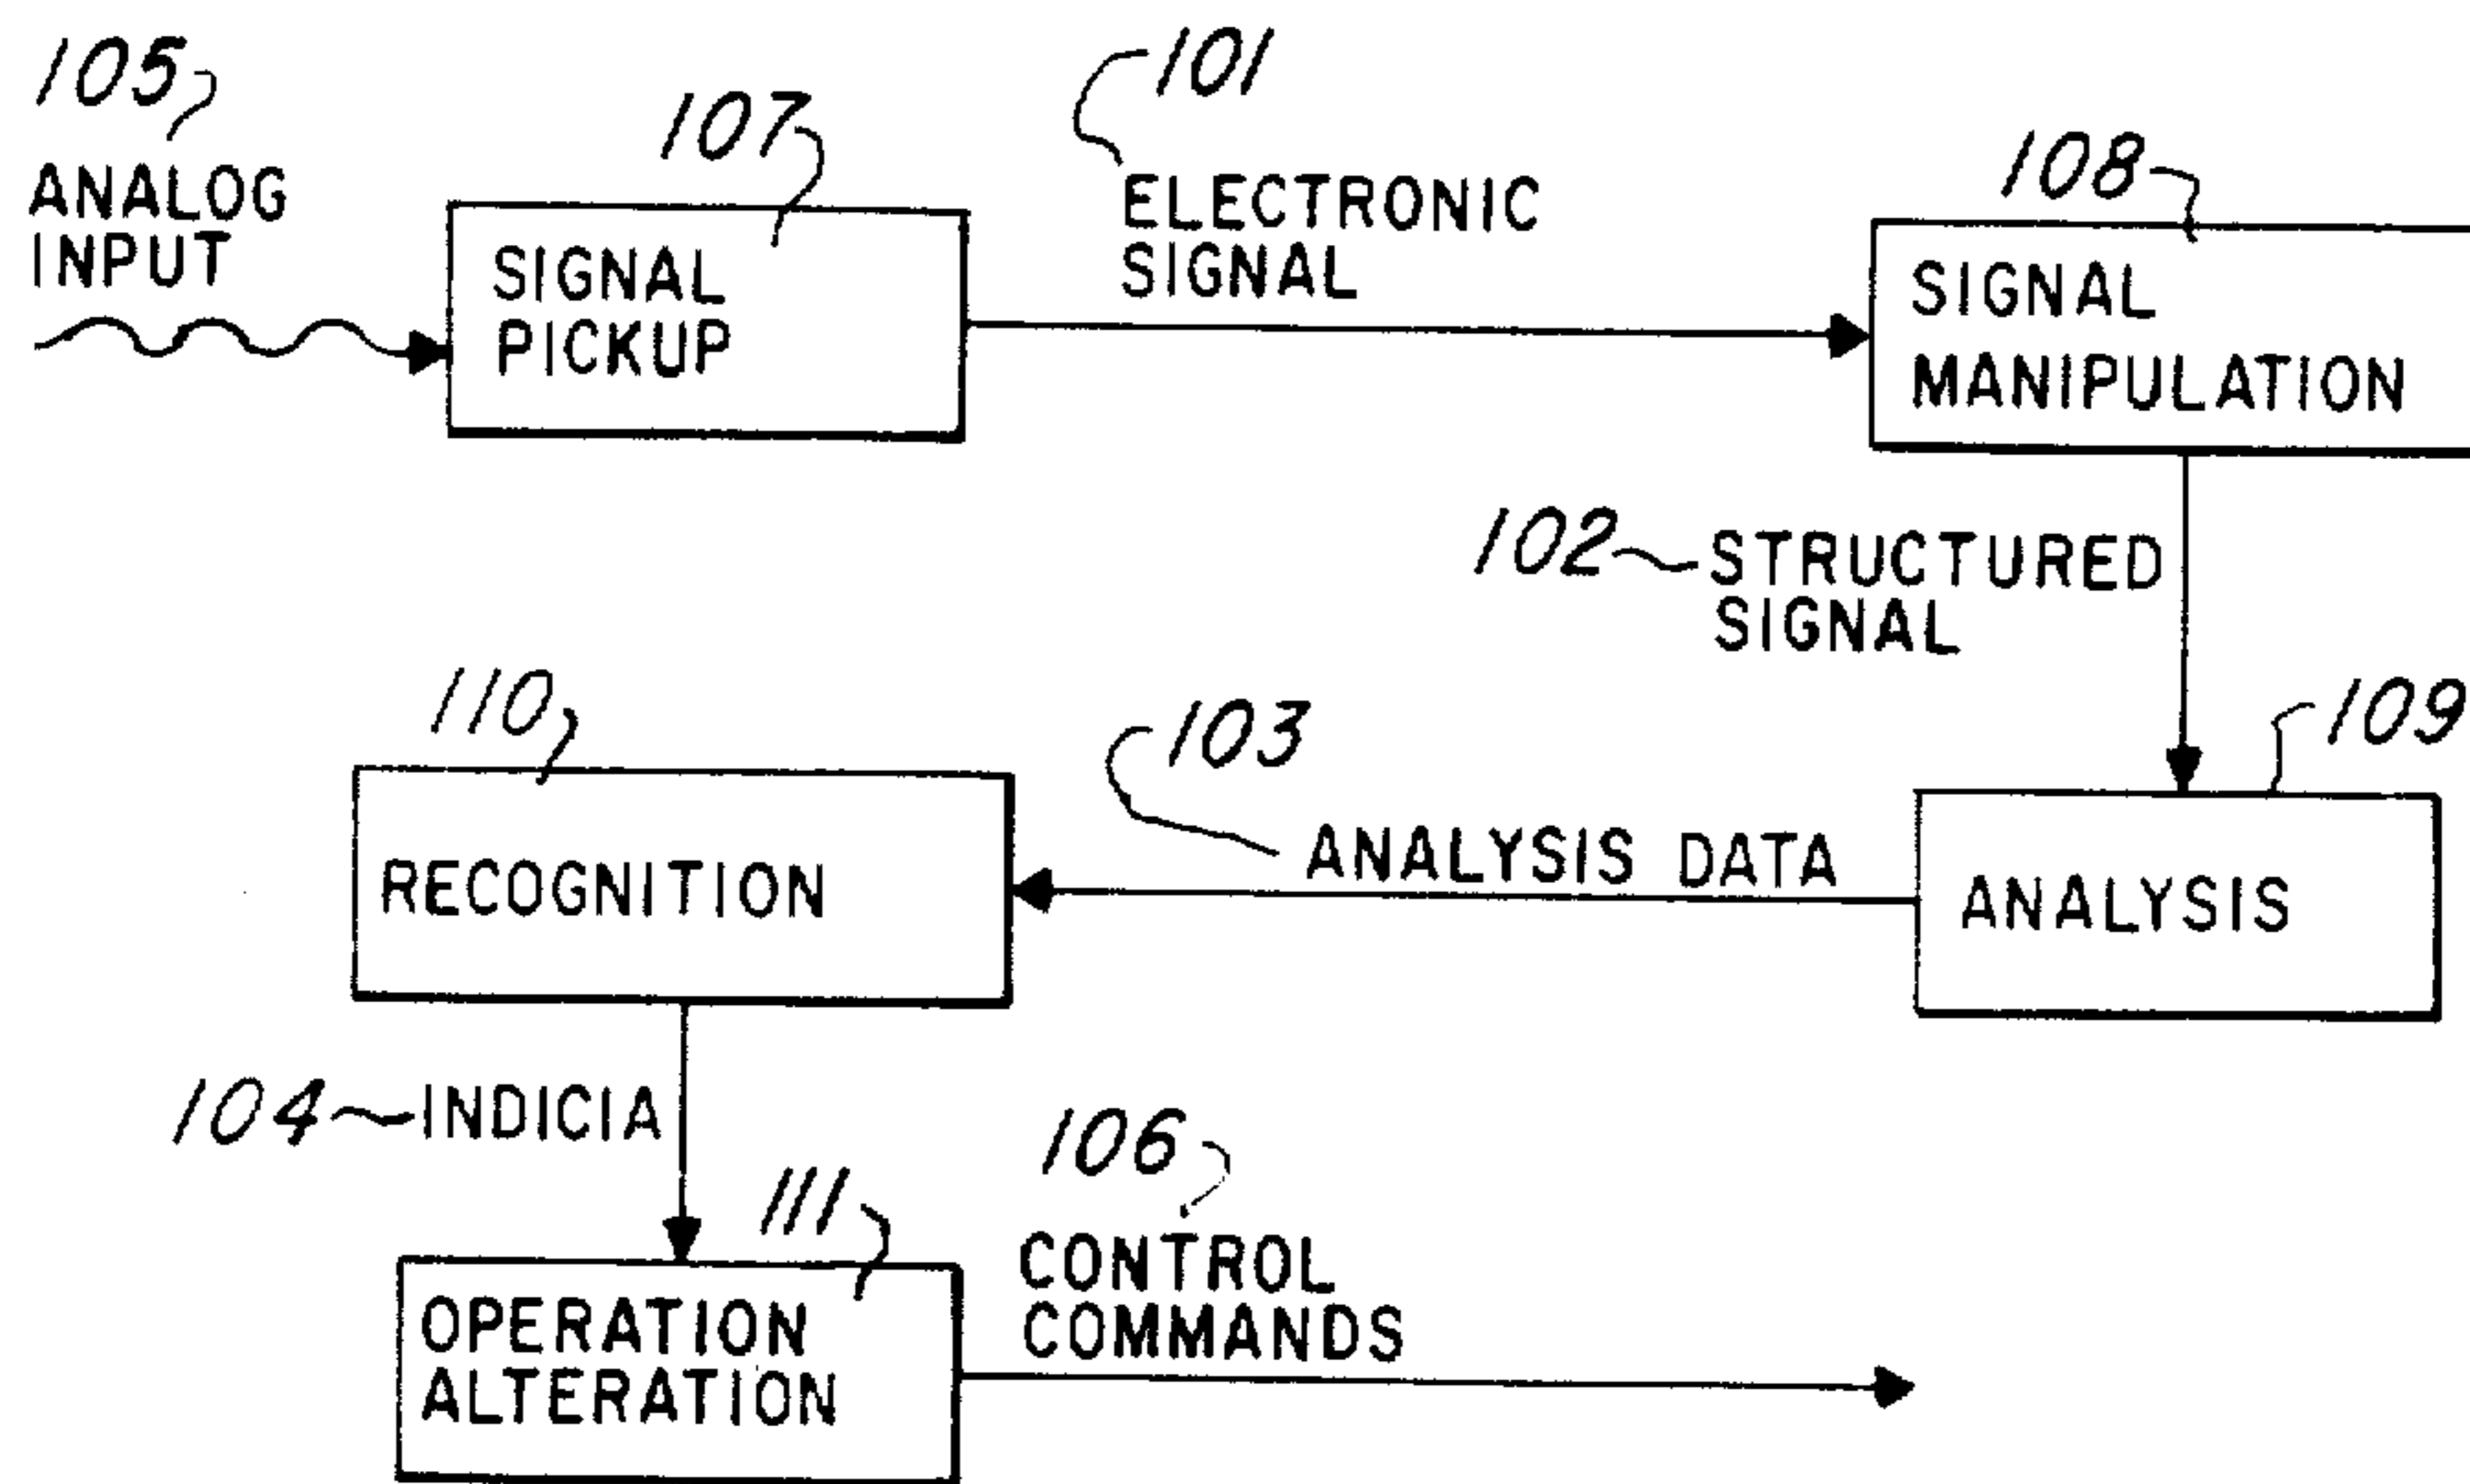 105
ANALOG
INPUT
107
SIGNAL
PICKUP
101
ELECTRONIC
SIGNAL
108
SIGNAL
MANIPULATION
102 STRUCTURED
SIGNAL
109
ANALYSIS
103
ANALYSIS DATA
110
RECOGNITION
104 INDICIA
111
OPERATION
ALTERATION
106
CONTROL
COMMANDS